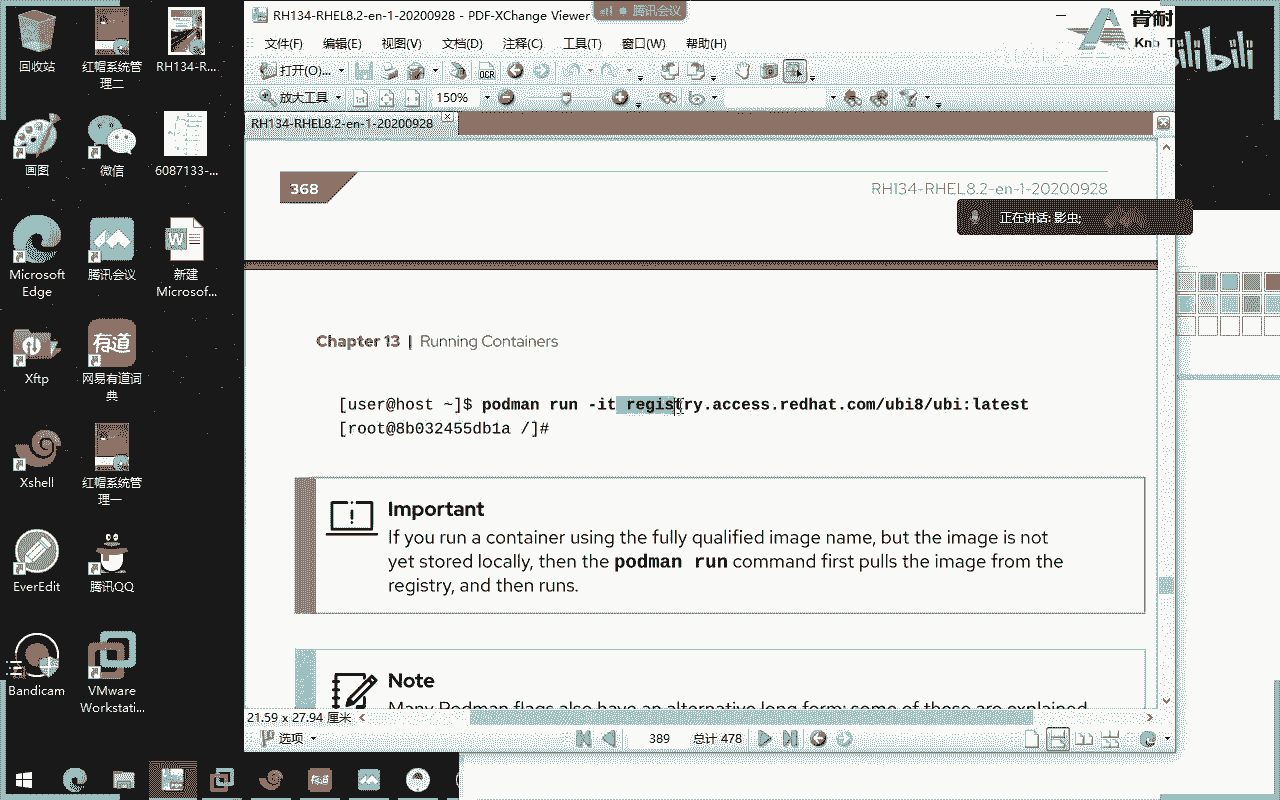 RH134-RHEL8.2-en-1-20200928 - PDF-XChange Viewer
腾讯会议
肯耐
bilibili
文件(F) 编辑(E) 视图(V) 文档(D) 注释(C) 工具(T) 窗口(W) 帮助(H)
打开(O)...
OCR
放大工具 150%
RH134-RHEL8.2-en-1-20200928
368
RH134-RHEL8.2-en-1-20200928
正在讲话: 影虫;
Chapter 13 | Running Containers
[user@host ~]$ podman run -it registry.access.redhat.com/ubi8/ubi:latest
[root@8b032455db1a /]#
Important
If you run a container using the fully qualified image name, but the image is not
yet stored locally, then the podman run command first pulls the image from the
registry, and then runs.
Note
Many Podman flags also have an alternative long form; some of these are explained
21.59 x 27.94 厘米
选项
389
总计 478
回收站
红帽系统管
理二
RH134-R...
画图
微信
6087133-...
Microsoft
Edge
腾讯会议
新建
Microsof...
Xftp
有道
网易有道词
典
Xshell
红帽系统管
理一
EverEdit
腾讯QQ
Bandicam
VMware
Workstati...
有道